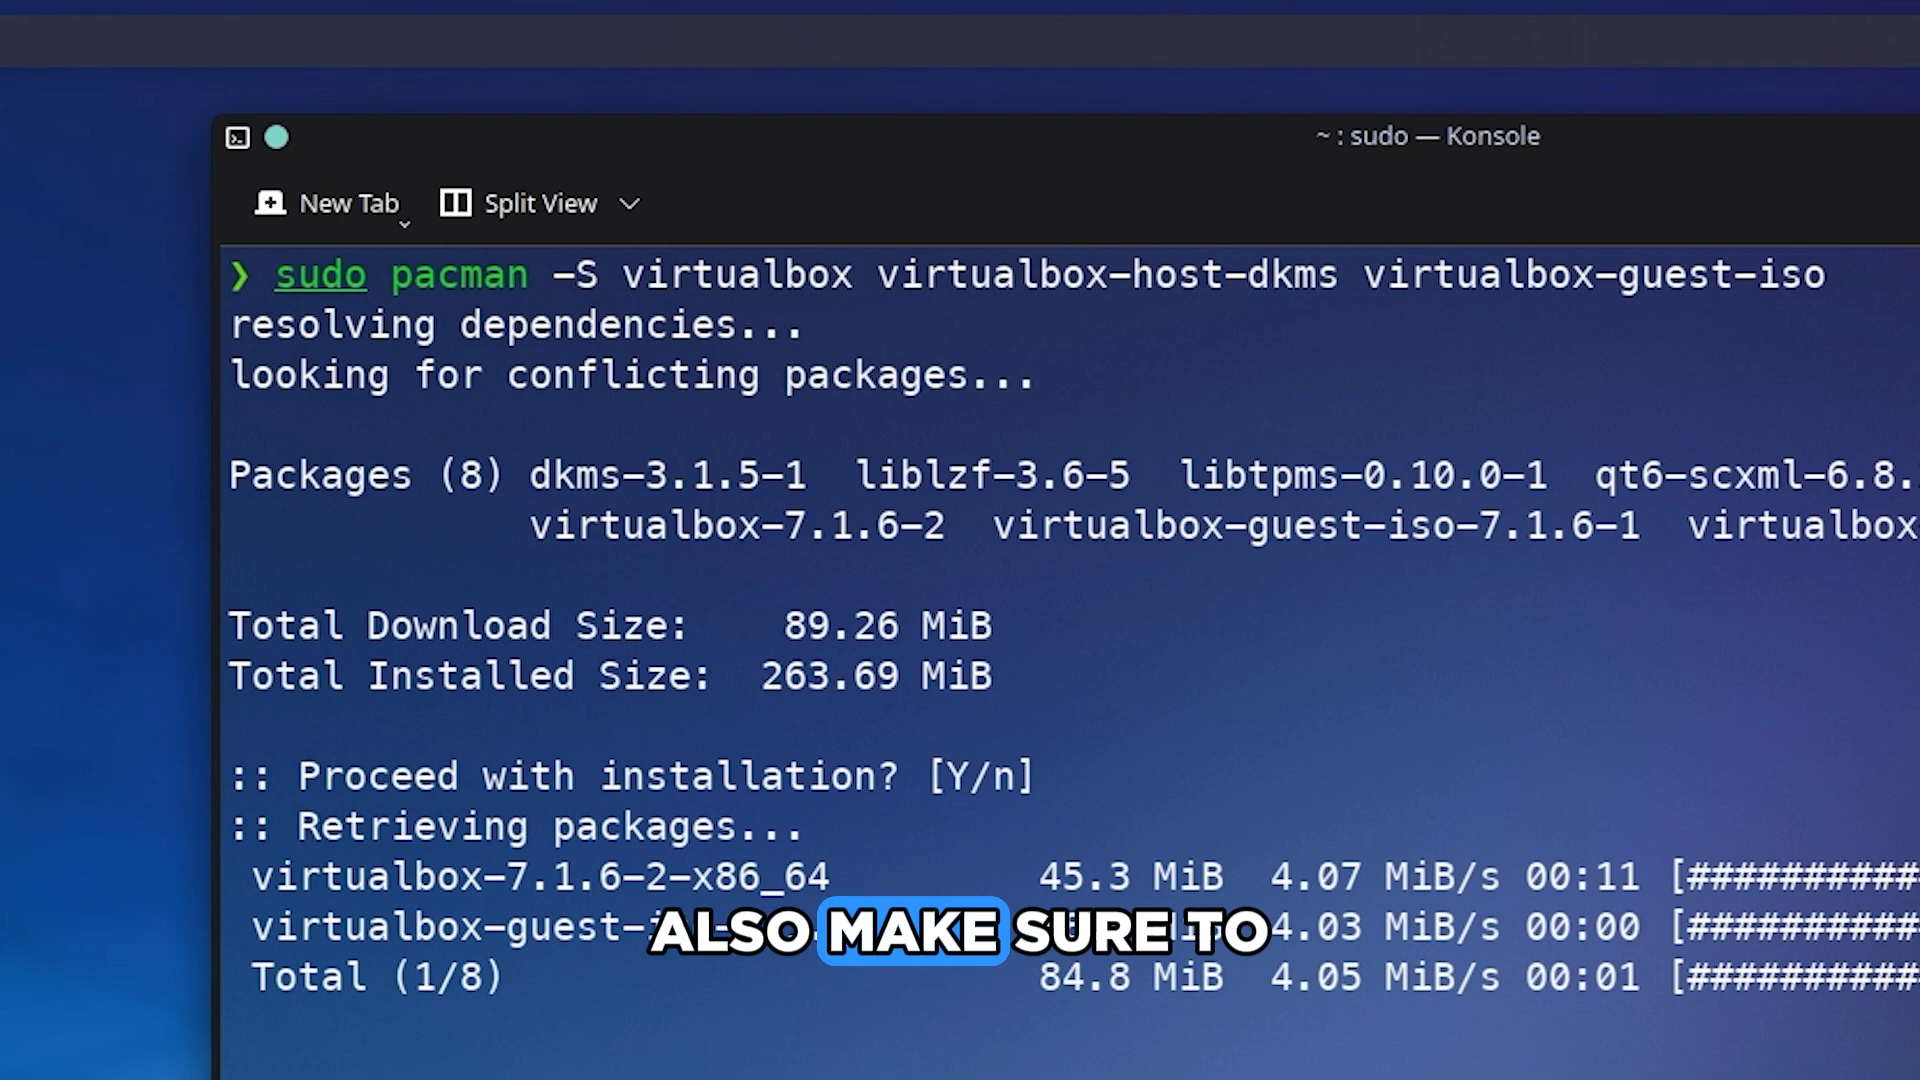 ~ : sudo — Konsole
New Tab
Split View
❯ sudo pacman -S virtualbox virtualbox-host-dkms virtualbox-guest-iso
resolving dependencies...
looking for conflicting packages...
Packages (8) dkms-3.1.5-1 liblzf-3.6-5 libtpms-0.10.0-1 qt6-scxml-6.8.
virtualbox-7.1.6-2 virtualbox-guest-iso-7.1.6-1 virtualbox
Total Download Size: 89.26 MiB
Total Installed Size: 263.69 MiB
:: Proceed with installation? [Y/n]
:: Retrieving packages...
virtualbox-7.1.6-2-x86_64 45.3 MiB 4.07 MiB/s 00:11 [##########
virtualbox-guest- 4.03 MiB/s 00:00 [##########
ALSO MAKE SURE TO
Total (1/8) 84.8 MiB 4.05 MiB/s 00:01 [##########